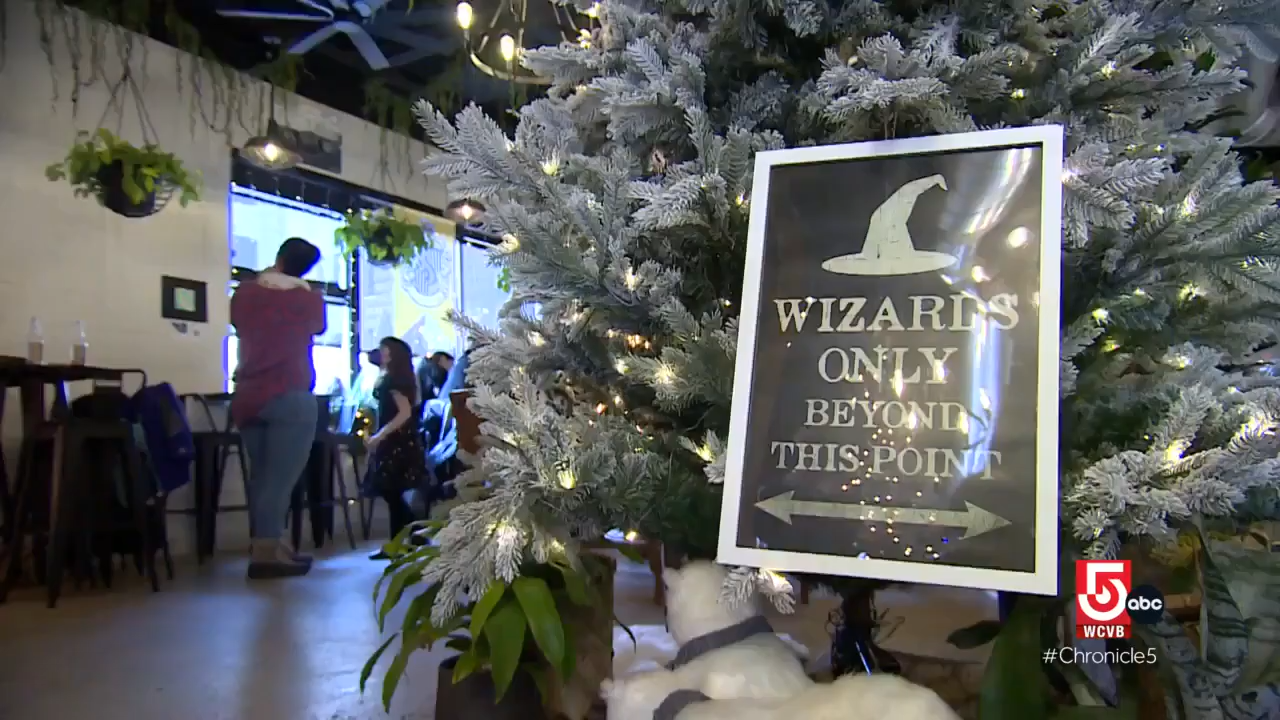 WIZARDS
ONLY
BEYOND
THIS POINT
5
abc
WCVB
#Chronicle5